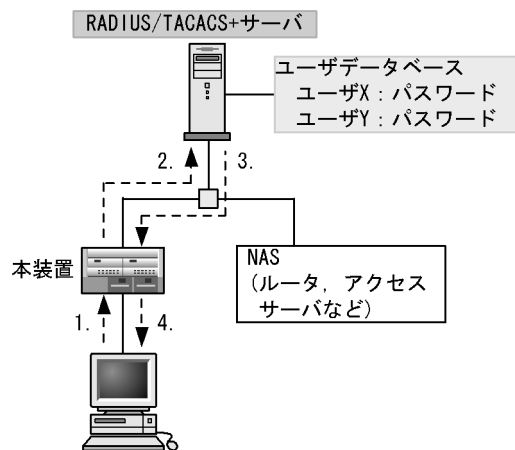 RADIUS/TACACS+サーバ
ユーザデータベース
ユーザX:パスワード
ユーザY:パスワード
2.
3.
本装置
NAS
(ルータ,アクセス
サーバなど)
1.
4.